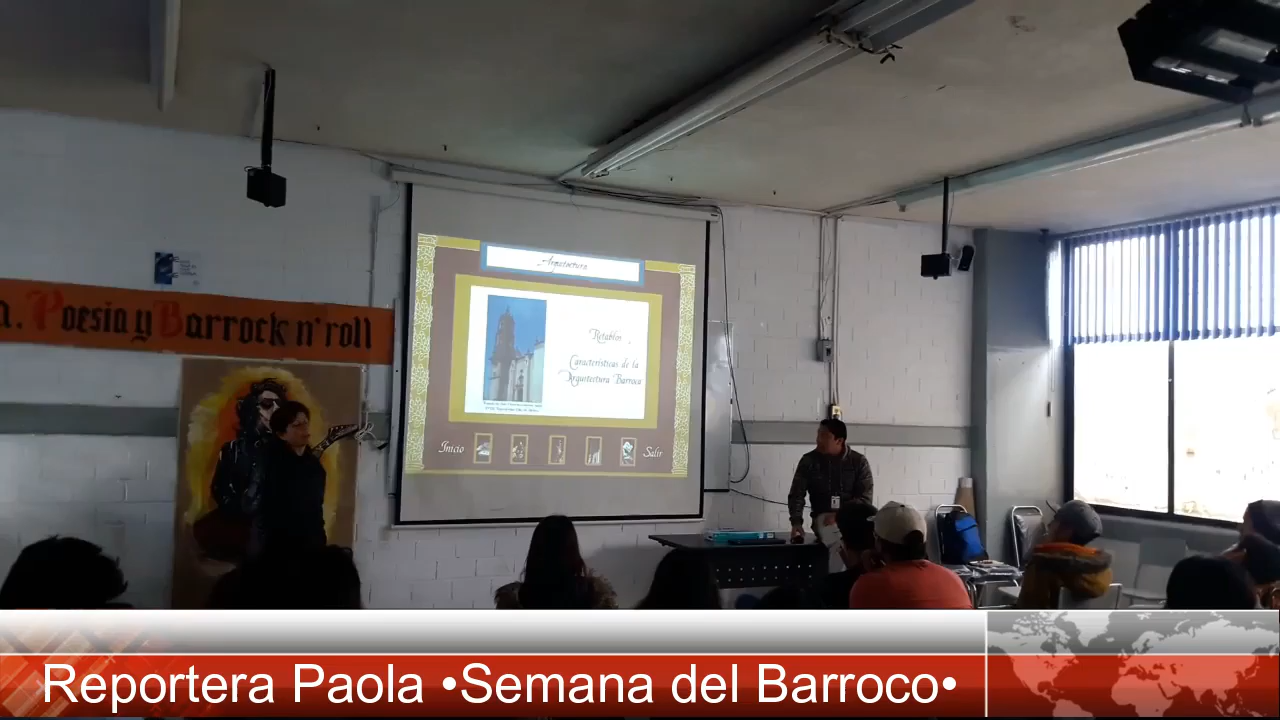 Arquitectura
a. Poesia y Barrock n' roll
Retablos
Características de la
Arquitectura Barroca
Inicio
Salir
Reportera Paola •Semana del Barroco•